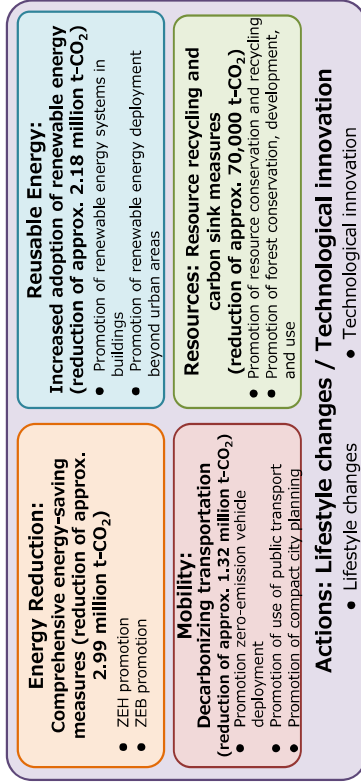 Energy Reduction:
Comprehensive energy-saving
measures (reduction of approx.
2.99 million t-CO₂)
● ZEH promotion
● ZEB promotion
Reusable Energy:
Increased adoption of renewable energy
(reduction of approx. 2.18 million t-CO₂)
● Promotion of renewable energy systems in
buildings
● Promotion of renewable energy deployment
beyond urban areas
Mobility:
Decarbonizing transportation
(reduction of approx. 1.32 million t-CO₂)
● Promotion zero-emission vehicle
deployment
● Promotion of use of public transport
● Promotion of compact city planning
Resources: Resource recycling and
carbon sink measures
(reduction of approx. 70,000 t-CO₂)
● Promotion of resource conservation and recycling
● Promotion of forest conservation, development,
and use
Actions: Lifestyle changes / Technological innovation
● Lifestyle changes
● Technological innovation